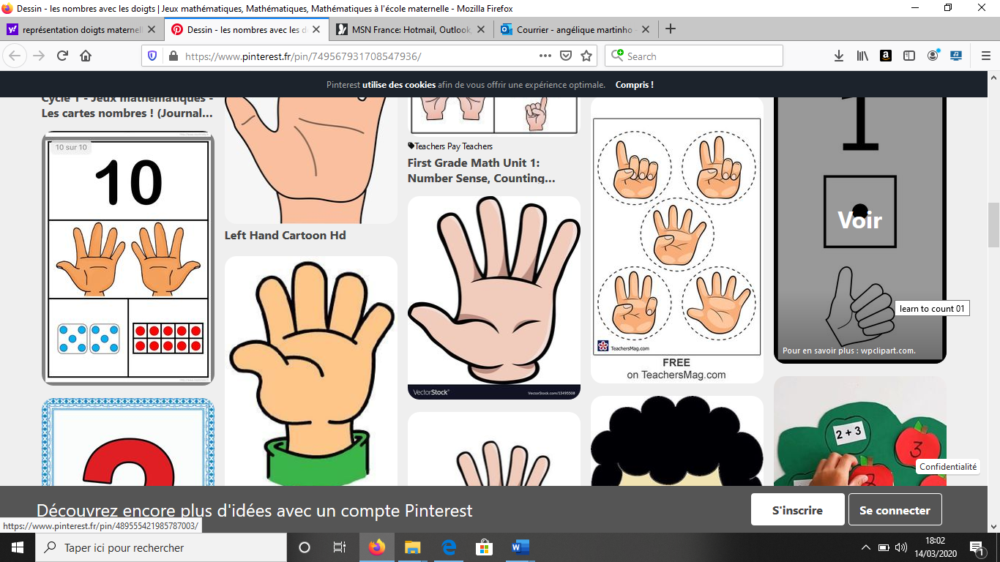 Dessin - les nombres avec les doigts | Jeux mathématiques, Mathématiques, Mathématiques à l'école maternelle - Mozilla Firefox
représentation doigts maternel
Dessin - les nombres avec les d
MSN France: Hotmail, Outlook,
Courrier - angélique martinho -
https://www.pinterest.fr/pin/749567931708547936/
Search
Pinterest utilise des cookies afin de vous offrir une expérience optimale. Compris !
Cycle 1 - Jeux mathématiques -
Les cartes nombres ! (Journal...
10 sur 10
10
Left Hand Cartoon Hd
Teachers Pay Teachers
First Grade Math Unit 1:
Number Sense, Counting...
VectorStock®
VectorStock.com/13495508
TeachersMag.com
FREE
on TeachersMag.com
1
Voir
learn to count 01
Pour en savoir plus : wpclipart.com.
2 + 3
3
Confidentialité
Découvrez encore plus d'idées avec un compte Pinterest
S'inscrire
Se connecter
https://www.pinterest.fr/pin/489555421985787003/
Taper ici pour rechercher
18:02
14/03/2020
1